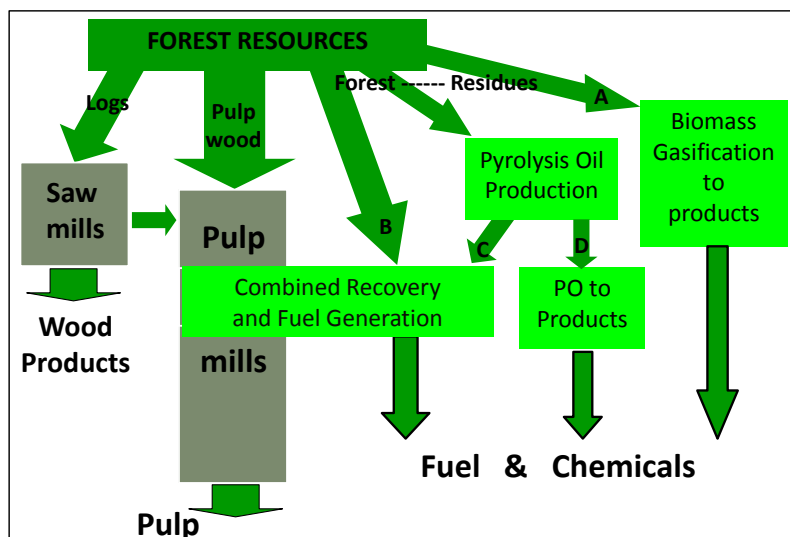 FOREST RESOURCES
Logs
Pulp
wood
Forest ------ Residues
A
Biomass
Gasification
to
products
Pyrolysis Oil
Production
Saw
mills
B
C
D
Pulp
Combined Recovery
and Fuel Generation
PO to
Products
Wood
Products
mills
Fuel & Chemicals
Pulp